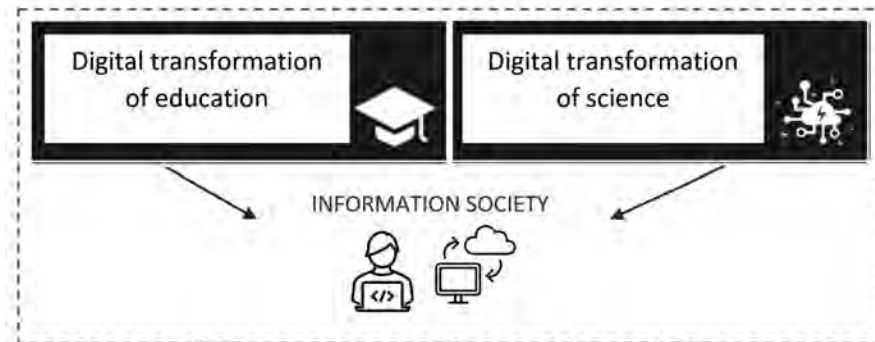 Digital transformation
of education
Digital transformation
of science
INFORMATION SOCIETY
</>